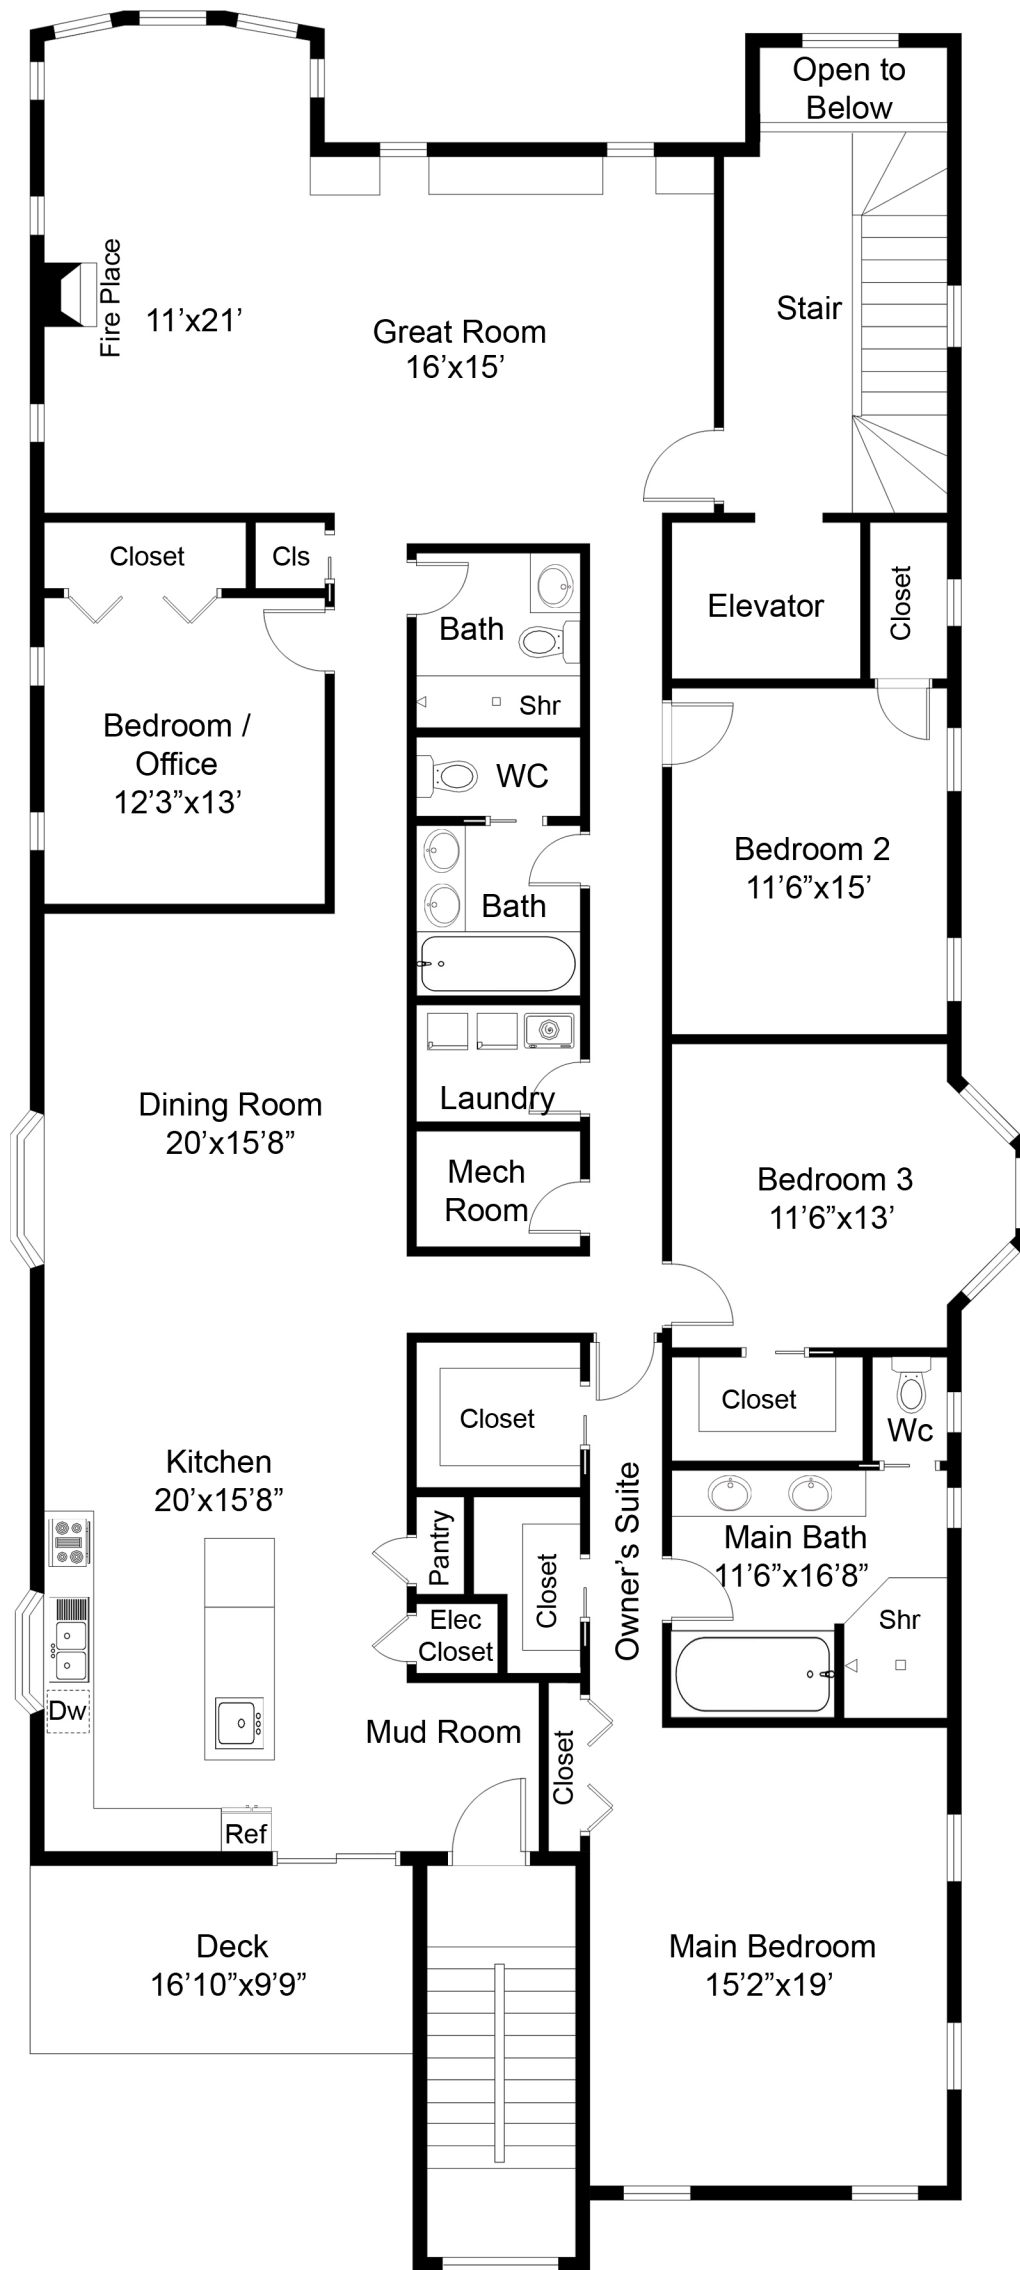 Open to
Below
Fire Place
11’x21’
Great Room
16’x15’
Stair
Closet
Cls
Bath
Shr
Elevator
Closet
Bedroom /
Office
12’3”x13’
WC
Bath
Bedroom 2
11’6”x15’
Laundry
Dining Room
20’x15’8”
Mech
Room
Bedroom 3
11’6”x13’
Closet
Closet
Wc
Kitchen
20’x15’8”
Pantry
Closet
Owner’s Suite
Main Bath
11’6”x16’8”
Elec
Closet
Shr
Dw
Mud Room
Closet
Ref
Deck
16’10”x9’9”
Main Bedroom
15’2”x19’